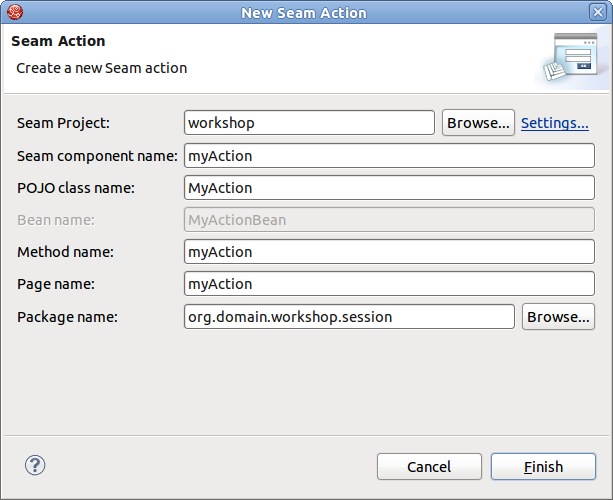 New Seam Action
Seam Action
Create a new Seam action
Seam Project: workshop Browse... Settings...
Seam component name: myAction
POJO class name: MyAction
Bean name: MyActionBean
Method name: myAction
Page name: myAction
Package name: org.domain.workshop.session Browse...
? Cancel Finish